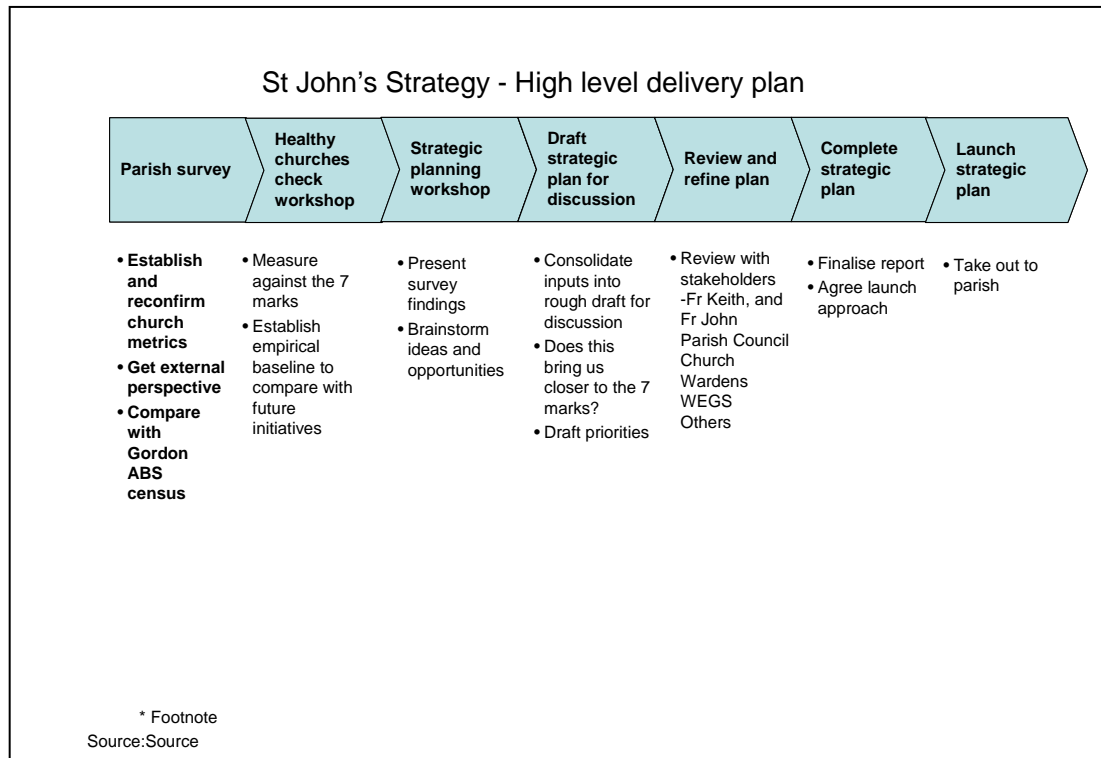 St John's Strategy - High level delivery plan
Parish survey
Healthy
churches
check
workshop
Strategic
planning
workshop
Draft
strategic
plan for
discussion
Review and
refine plan
Complete
strategic
plan
Launch
strategic
plan
• Establish
and
reconfirm
church
metrics
• Get external
perspective
• Compare
with
Gordon
ABS
census
• Measure
against the 7
marks
• Establish
empirical
baseline to
compare with
future
initiatives
• Present
survey
findings
• Brainstorm
ideas and
opportunities
• Consolidate
inputs into
rough draft for
discussion
• Does this
bring us
closer to the 7
marks?
• Draft priorities
• Review with
stakeholders
-Fr Keith, and
Fr John
Parish Council
Church
Wardens
WEGS
Others
• Finalise report
• Agree launch
approach
• Take out to
parish
* Footnote
Source:Source